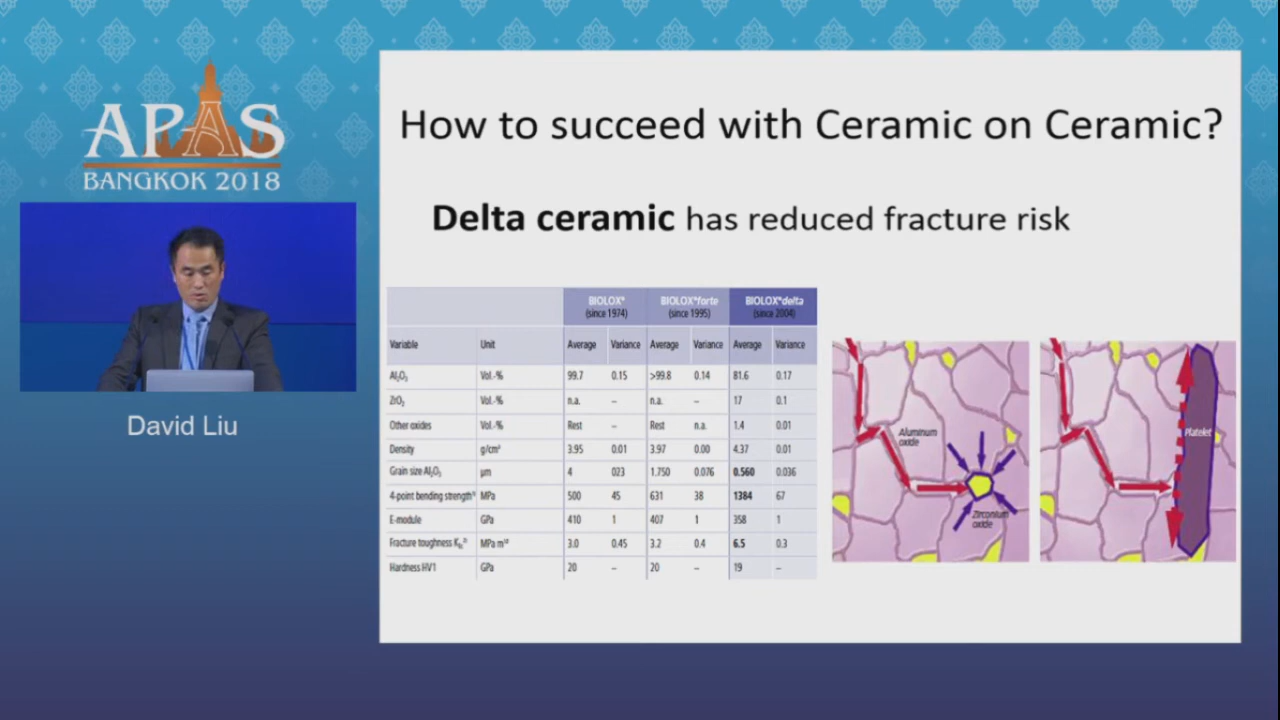 APAS
BANGKOK 2018
David Liu
How to succeed with Ceramic on Ceramic?
Delta ceramic has reduced fracture risk
BIOLOX® BIOLOX®forte BIOLOX®delta
(since 1974) (since 1995) (since 2004)
Variable Unit Average Variance Average Variance Average Variance
Al₂O₃ Vol.-% 99.7 0.15 >99.8 0.14 81.6 0.17
ZrO₂ Vol.-% n.a. – n.a. – 17 0.1
Other oxides Vol.-% Rest – Rest n.a. 1.4 0.01
Density g/cm³ 3.95 0.01 3.97 0.00 4.37 0.01
Grain size Al₂O₃ µm 4 023 1.750 0.076 0.560 0.036
4-point bending strength MPa 500 45 631 38 1384 67
E-module GPa 410 1 407 1 358 1
Fracture toughness MPa 3.0 0.45 3.2 0.4 6.5 0.3
Hardness HV1 GPa 20 – 20 – 19 –
Aluminum
oxide
Zirconium
oxide
Platelet